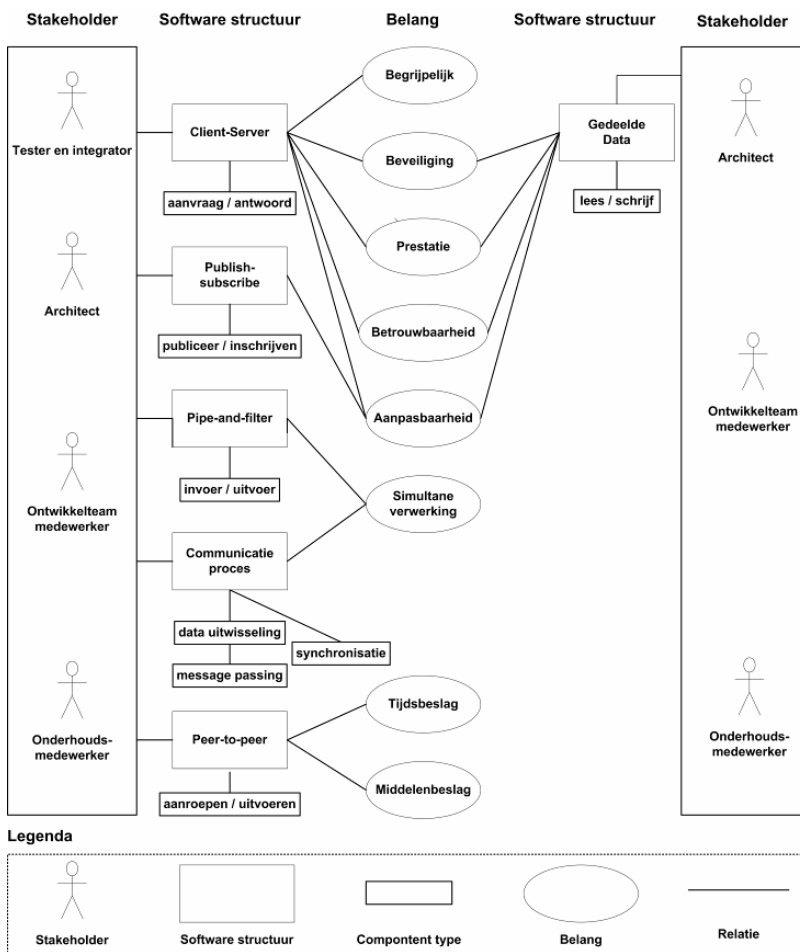 Stakeholder
Software structuur
Belang
Software structuur
Stakeholder
Tester en integrator
Client-Server
aanvraag / antwoord
Begrijpelijk
Beveiliging
Gedeelde
Data
lees / schrijf
Architect
Architect
Publish-
subscribe
publiceer / inschrijven
Prestatie
Betrouwbaarheid
Pipe-and-filter
invoer / uitvoer
Aanpasbaarheid
Ontwikkelteam
medewerker
Ontwikkelteam
medewerker
Simultane
verwerking
Communicatie
proces
data uitwisseling
synchronisatie
message passing
Onderhouds-
medewerker
Peer-to-peer
aanroepen / uitvoeren
Tijdsbeslag
Middelenbeslag
Onderhouds-
medewerker
Legenda
Stakeholder
Software structuur
Compontent type
Belang
Relatie